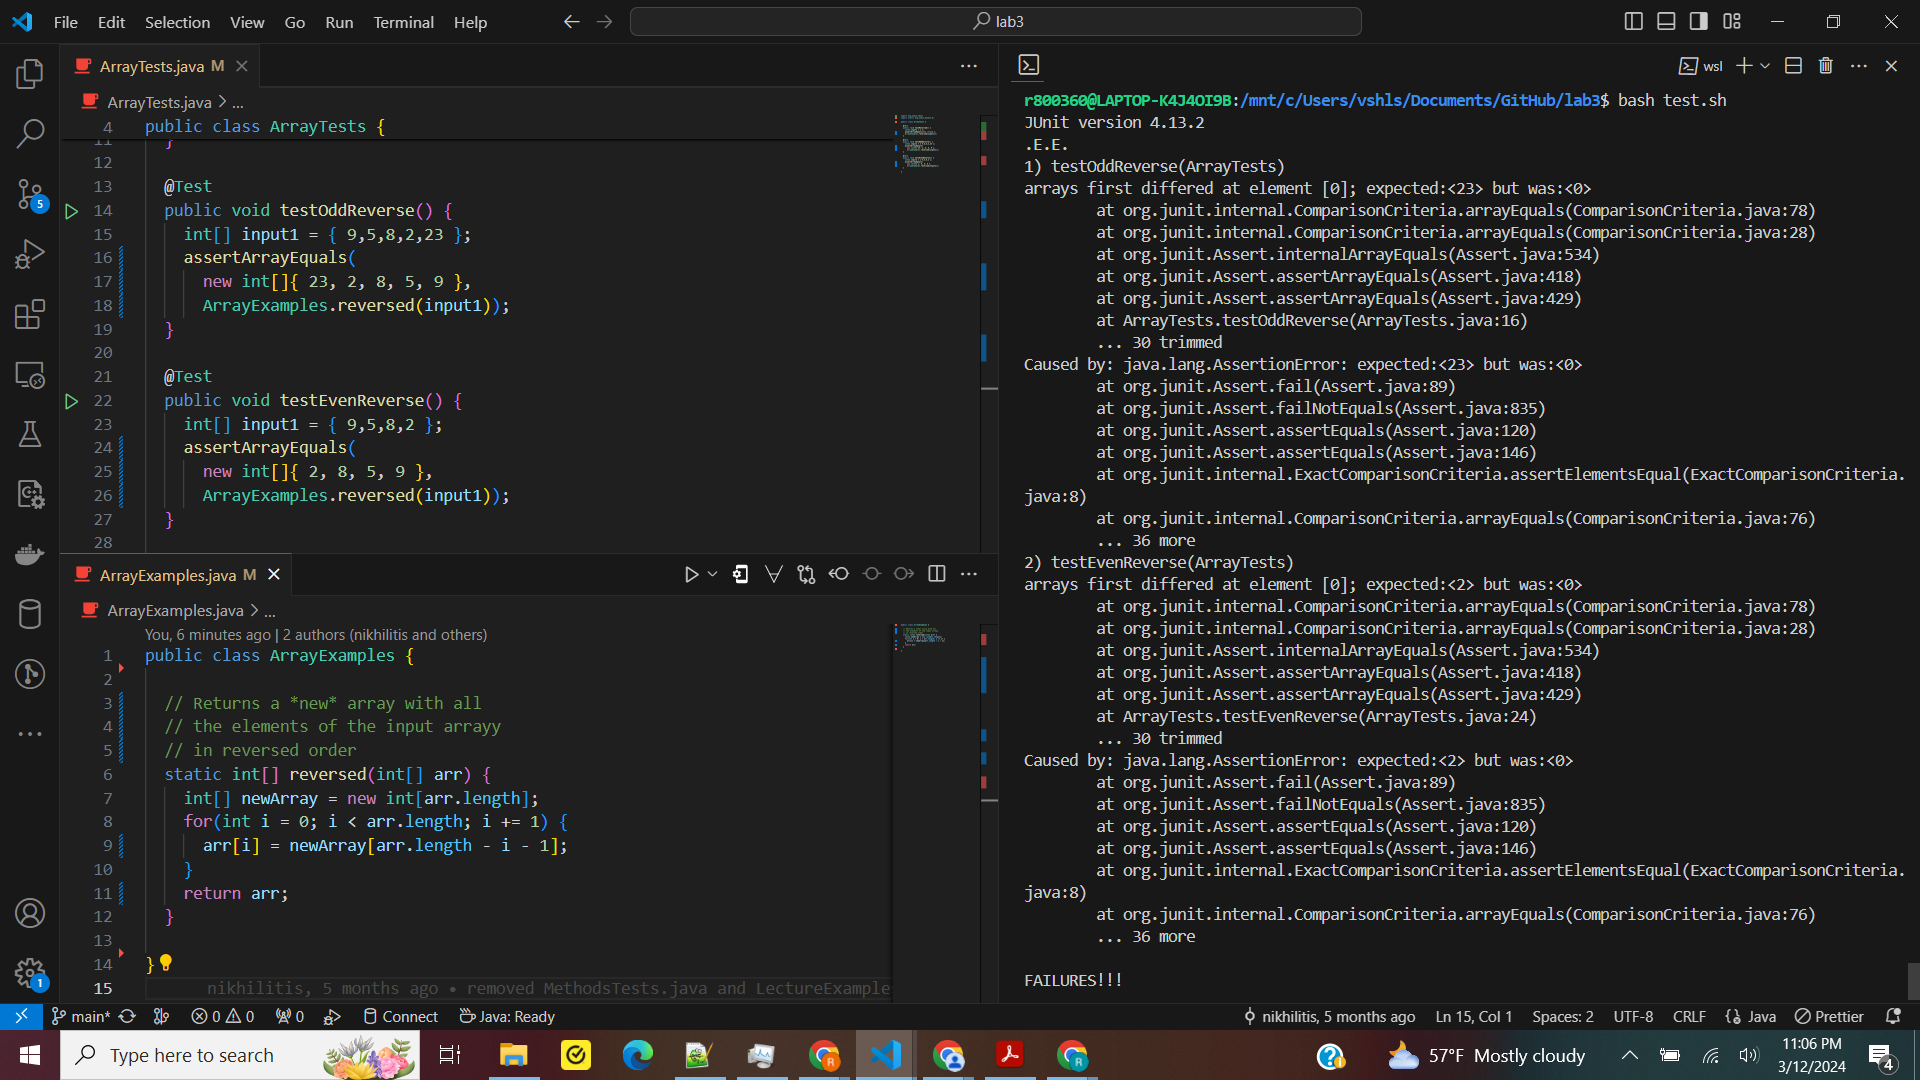 File Edit Selection View Go Run Terminal Help
lab3
ArrayTests.java M
ArrayTests.java > ...
4 public class ArrayTests {
11 }
12
13 @Test
14 public void testOddReverse() {
15 int[] input1 = { 9,5,8,2,23 };
16 assertArrayEquals(
17 new int[]{ 23, 2, 8, 5, 9 },
18 ArrayExamples.reversed(input1));
19 }
20
21 @Test
22 public void testEvenReverse() {
23 int[] input1 = { 9,5,8,2 };
24 assertArrayEquals(
25 new int[]{ 2, 8, 5, 9 },
26 ArrayExamples.reversed(input1));
27 }
28
ArrayExamples.java M
ArrayExamples.java > ...
You, 6 minutes ago | 2 authors (nikhilitis and others)
1 public class ArrayExamples {
2
3 // Returns a *new* array with all
4 // the elements of the input arrayy
5 // in reversed order
6 static int[] reversed(int[] arr) {
7 int[] newArray = new int[arr.length];
8 for(int i = 0; i < arr.length; i += 1) {
9 arr[i] = newArray[arr.length - i - 1];
10 }
11 return arr;
12 }
13
14 }
15 nikhilitis, 5 months ago • removed MethodsTests.java and LectureExample
wsl
r800360@LAPTOP-K4J4OI9B:/mnt/c/Users/vshls/Documents/GitHub/lab3$ bash test.sh
JUnit version 4.13.2
.E.E.
1) testOddReverse(ArrayTests)
arrays first differed at element [0]; expected:<23> but was:<0>
at org.junit.internal.ComparisonCriteria.arrayEquals(ComparisonCriteria.java:78)
at org.junit.internal.ComparisonCriteria.arrayEquals(ComparisonCriteria.java:28)
at org.junit.Assert.internalArrayEquals(Assert.java:534)
at org.junit.Assert.assertArrayEquals(Assert.java:418)
at org.junit.Assert.assertArrayEquals(Assert.java:429)
at ArrayTests.testOddReverse(ArrayTests.java:16)
... 30 trimmed
Caused by: java.lang.AssertionError: expected:<23> but was:<0>
at org.junit.Assert.fail(Assert.java:89)
at org.junit.Assert.failNotEquals(Assert.java:835)
at org.junit.Assert.assertEquals(Assert.java:120)
at org.junit.Assert.assertEquals(Assert.java:146)
at org.junit.internal.ExactComparisonCriteria.assertElementsEqual(ExactComparisonCriteria.
java:8)
at org.junit.internal.ComparisonCriteria.arrayEquals(ComparisonCriteria.java:76)
... 36 more
2) testEvenReverse(ArrayTests)
arrays first differed at element [0]; expected:<2> but was:<0>
at org.junit.internal.ComparisonCriteria.arrayEquals(ComparisonCriteria.java:78)
at org.junit.internal.ComparisonCriteria.arrayEquals(ComparisonCriteria.java:28)
at org.junit.Assert.internalArrayEquals(Assert.java:534)
at org.junit.Assert.assertArrayEquals(Assert.java:418)
at org.junit.Assert.assertArrayEquals(Assert.java:429)
at ArrayTests.testEvenReverse(ArrayTests.java:24)
... 30 trimmed
Caused by: java.lang.AssertionError: expected:<2> but was:<0>
at org.junit.Assert.fail(Assert.java:89)
at org.junit.Assert.failNotEquals(Assert.java:835)
at org.junit.Assert.assertEquals(Assert.java:120)
at org.junit.Assert.assertEquals(Assert.java:146)
at org.junit.internal.ExactComparisonCriteria.assertElementsEqual(ExactComparisonCriteria.
java:8)
at org.junit.internal.ComparisonCriteria.arrayEquals(ComparisonCriteria.java:76)
... 36 more
FAILURES!!!
5
1
main* 0 0 0 Connect Java: Ready nikhilitis, 5 months ago Ln 15, Col 1 Spaces: 2 UTF-8 CRLF {} Java Prettier
Type here to search
57°F Mostly cloudy
11:06 PM
3/12/2024
4